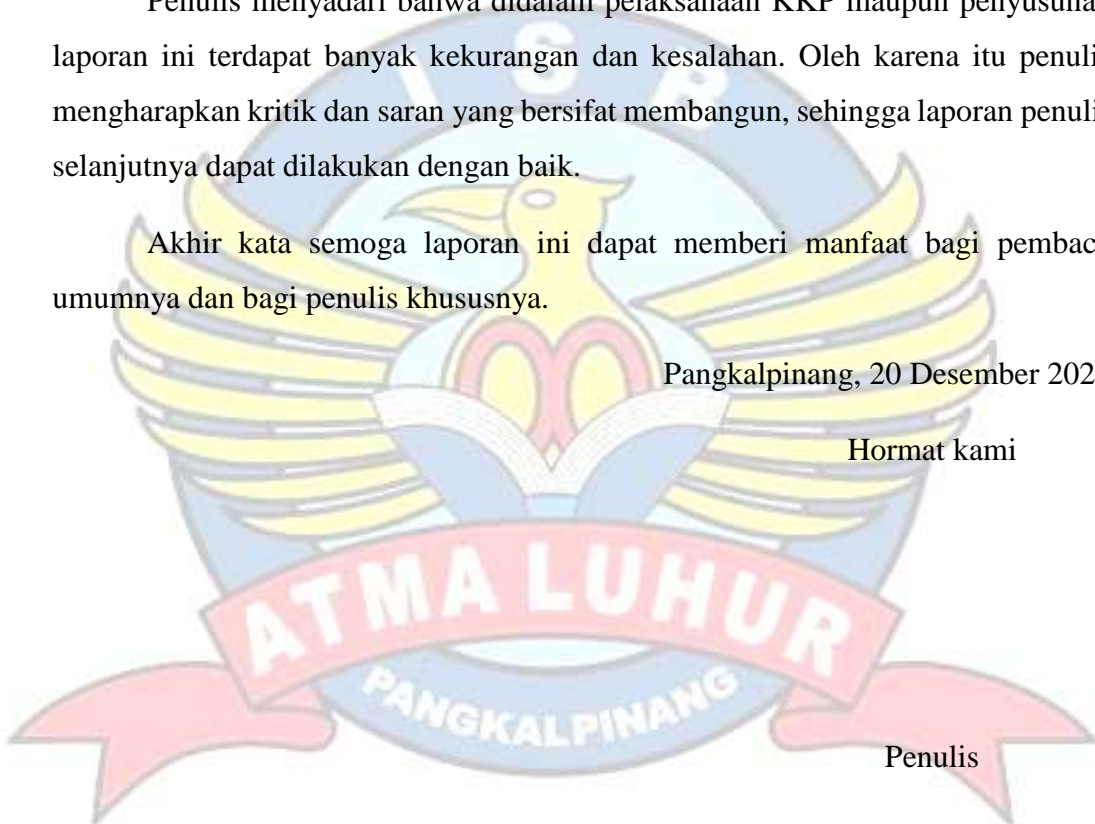 Penulis menyadari bahwa didalam pelaksanaan KKP maupun penyusuna
laporan ini terdapat banyak kekurangan dan kesalahan. Oleh karena itu penuli
mengharapkan kritik dan saran yang bersifat membangun, sehingga laporan penuli
selanjutnya dapat dilakukan dengan baik.
Akhir kata semoga laporan ini dapat memberi manfaat bagi pembac
umumnya dan bagi penulis khususnya.
Pangkalpinang, 20 Desember 202
Hormat kami
Penulis
I S B
ATMA LUHUR
PANGKALPINANG